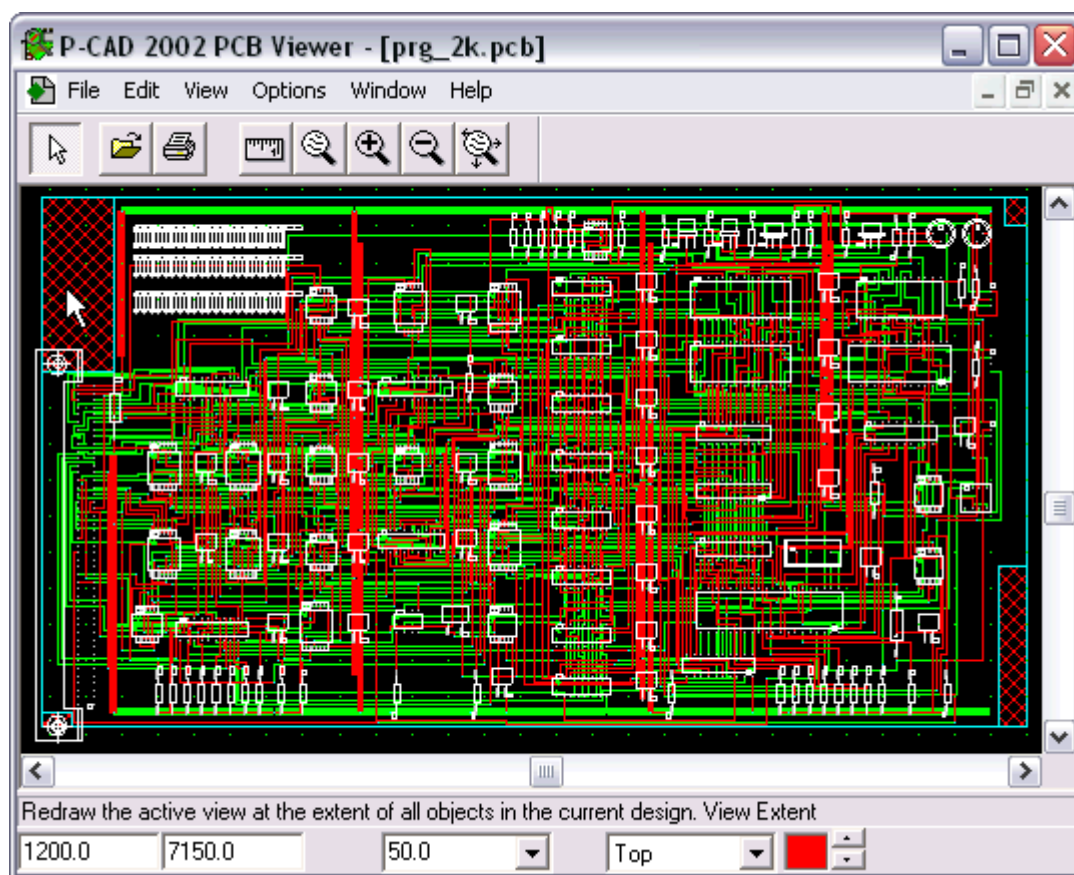 P-CAD 2002 PCB Viewer - [prg_2k.pcb]
File Edit View Options Window Help
Redraw the active view at the extent of all objects in the current design. View Extent
1200.0 7150.0 50.0 Top